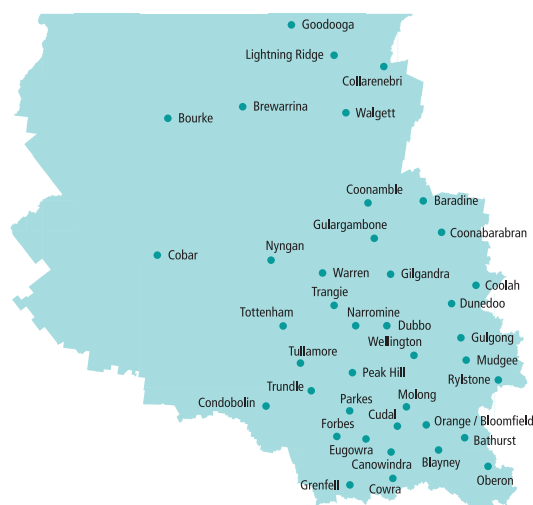 Goodooga
Lightning Ridge
Collarenebri
Brewarrina
Walgett
Bourke
Coonamble
Baradine
Gulargambone
Coonabarabran
Cobar
Nyngan
Warren
Gilgandra
Coolah
Trangie
Dunedoo
Tottenham
Narromine
Dubbo
Gulgong
Wellington
Tullamore
Mudgee
Peak Hill
Rylstone
Trundle
Molong
Parkes
Condobolin
Cudal
Orange / Bloomfield
Forbes
Bathurst
Eugowra
Blayney
Canowindra
Oberon
Grenfell
Cowra